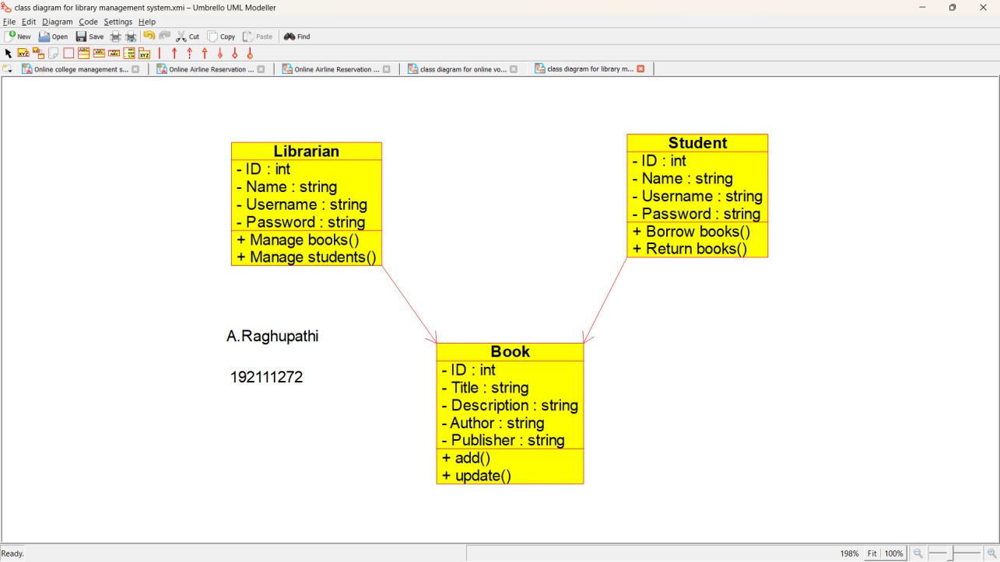 class diagram for library management system.xmi – Umbrello UML Modeller
File Edit Diagram Code Settings Help
New Open Save Cut Copy Paste Find
Online college management s... Online Airline Reservation ... Online Airline Reservation ... class diagram for online vo... class diagram for library m...
Librarian
- ID : int
- Name : string
- Username : string
- Password : string
+ Manage books()
+ Manage students()
Student
- ID : int
- Name : string
- Username : string
- Password : string
+ Borrow books()
+ Return books()
A.Raghupathi
192111272
Book
- ID : int
- Title : string
- Description : string
- Author : string
- Publisher : string
+ add()
+ update()
Ready.
198% Fit 100%